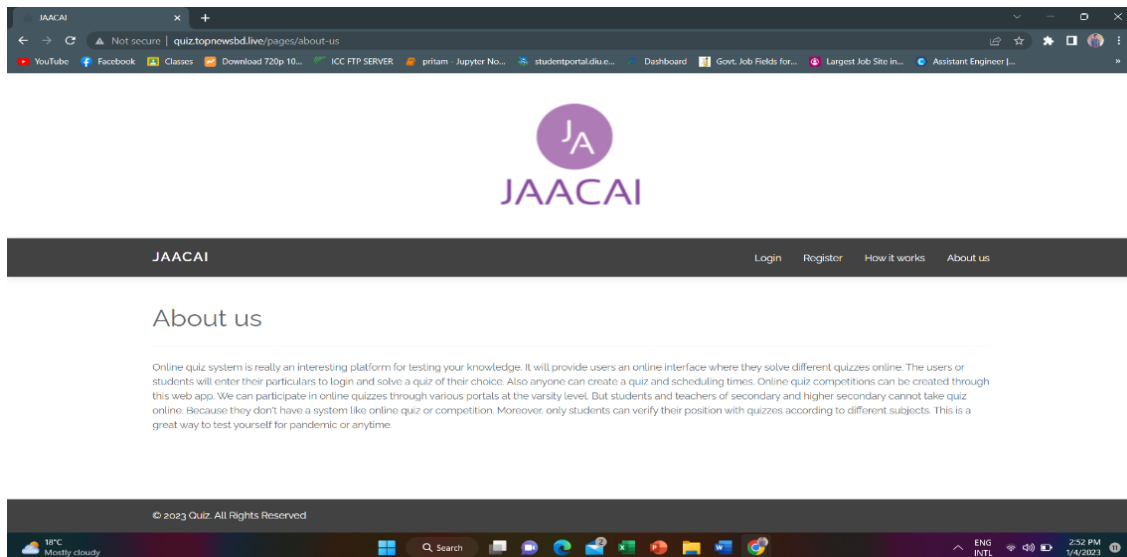 JAACAI
Not secure | quiz.topnewsbd.live/pages/about-us
YouTube Facebook Classes Download 720p 10... ICC FTP SERVER pritam - Jupyter No... studentportal.diu.e... Dashboard Govt. Job Fields for... Largest Job Site in... Assistant Engineer |... »
JA
JAACAI
JAACAI Login Register How it works About us
About us
Online quiz system is really an interesting platform for testing your knowledge. It will provide users an online interface where they solve different quizzes online. The users or
students will enter their particulars to login and solve a quiz of their choice. Also anyone can create a quiz and scheduling times. Online quiz competitions can be created through
this web app. We can participate in online quizzes through various portals at the varsity level. But students and teachers of secondary and higher secondary cannot take quiz
online. Because they don't have a system like online quiz or competition. Moreover, only students can verify their position with quizzes according to different subjects. This is a
great way to test yourself for pandemic or anytime.
© 2023 Quiz. All Rights Reserved
18°C
Mostly cloudy
Search
ENG
INTL
2:52 PM
1/4/2023
11